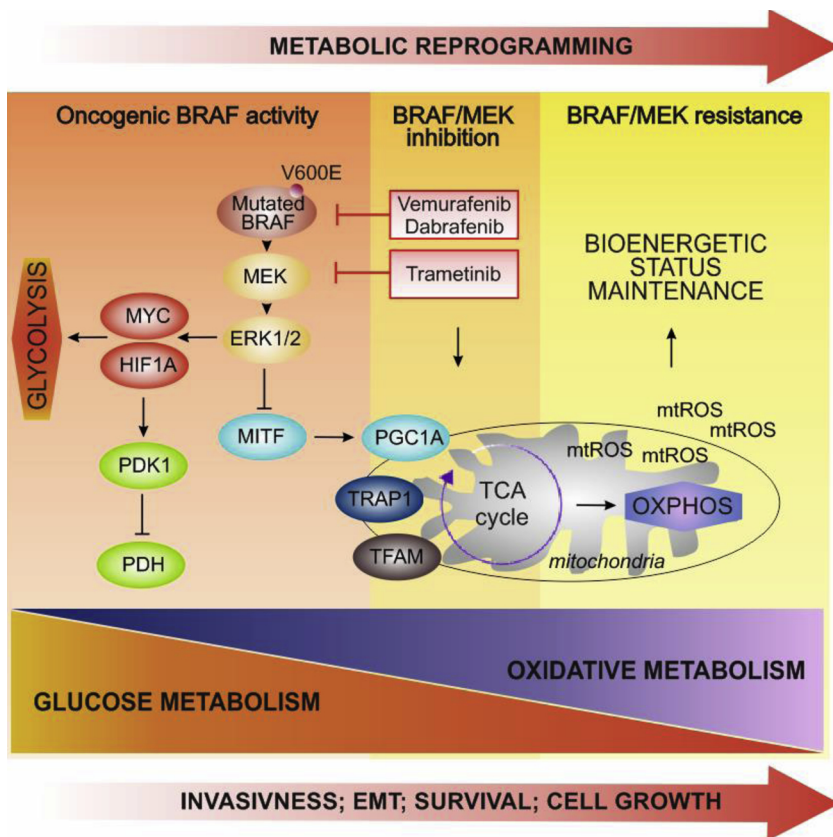 METABOLIC REPROGRAMMING
Oncogenic BRAF activity
BRAF/MEK
inhibition
BRAF/MEK resistance
V600E
Mutated
BRAF
Vemurafenib
Dabrafenib
MEK
Trametinib
BIOENERGETIC
STATUS
MAINTENANCE
GLYCOLYSIS
MYC
HIF1A
ERK1/2
MITF
PGC1A
mtROS
mtROS
mtROS
mtROS
PDK1
TRAP1
TCA
cycle
OXPHOS
PDH
TFAM
mitochondria
OXIDATIVE METABOLISM
GLUCOSE METABOLISM
INVASIVNESS; EMT; SURVIVAL; CELL GROWTH